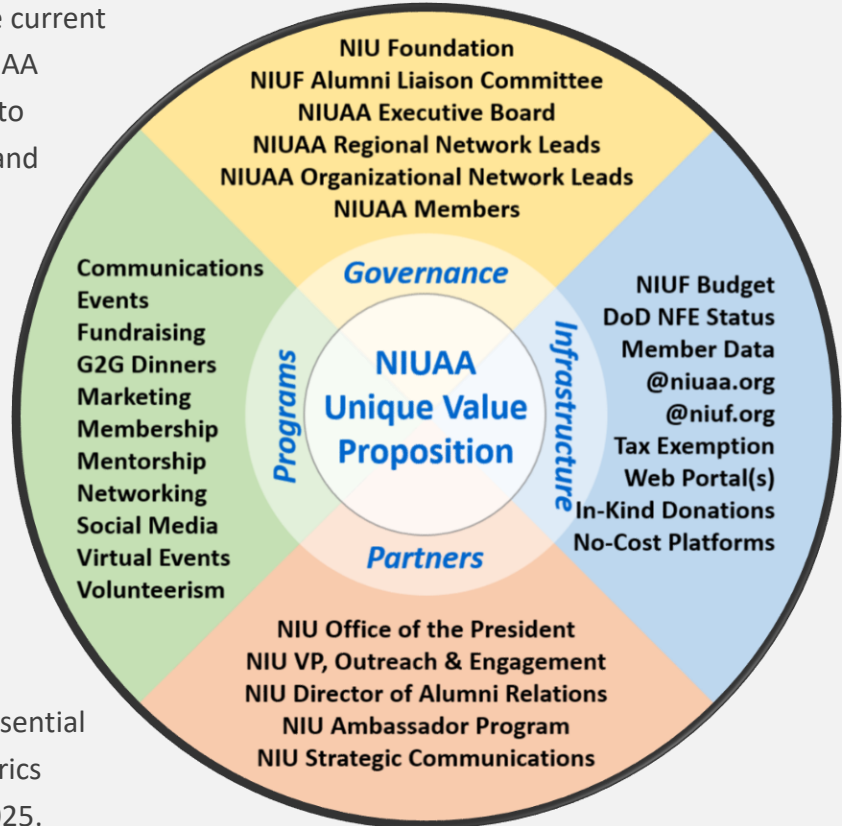 e current
AA
to
and
NIU Foundation
NIUF Alumni Liaison Committee
NIUAA Executive Board
NIUAA Regional Network Leads
NIUAA Organizational Network Leads
NIUAA Members
Governance
Communications
Events
Fundraising
G2G Dinners
Marketing
Membership
Mentorship
Networking
Social Media
Virtual Events
Volunteerism
Programs
NIUAA
Unique Value
Proposition
Infrastructure
NIUF Budget
DoD NFE Status
Member Data
@niuaa.org
@niuf.org
Tax Exemption
Web Portal(s)
In-Kind Donations
No-Cost Platforms
Partners
NIU Office of the President
NIU VP, Outreach & Engagement
NIU Director of Alumni Relations
NIU Ambassador Program
NIU Strategic Communications
sential
rics
025.